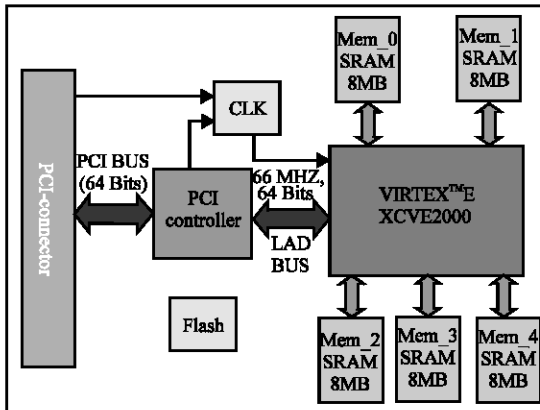 Mem_0
SRAM
8MB
Mem_1
SRAM
8MB
CLK
PCI-connector
PCI BUS
(64 Bits)
PCI
controller
66 MHZ,
64 Bits
LAD
BUS
VIRTEX™E
XCVE2000
Flash
Mem_2
SRAM
8MB
Mem_3
SRAM
8MB
Mem_4
SRAM
8MB